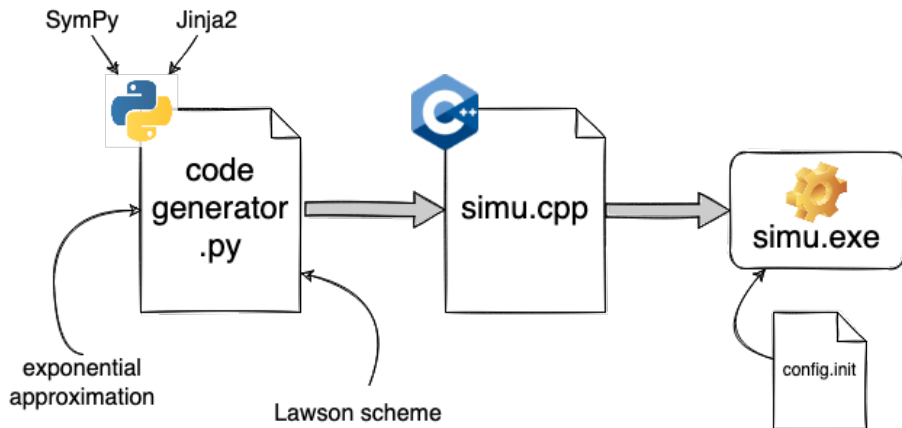 SymPy
Jinja2
code
generator
.py
C++
simu.cpp
simu.exe
config.init
exponential
approximation
Lawson scheme